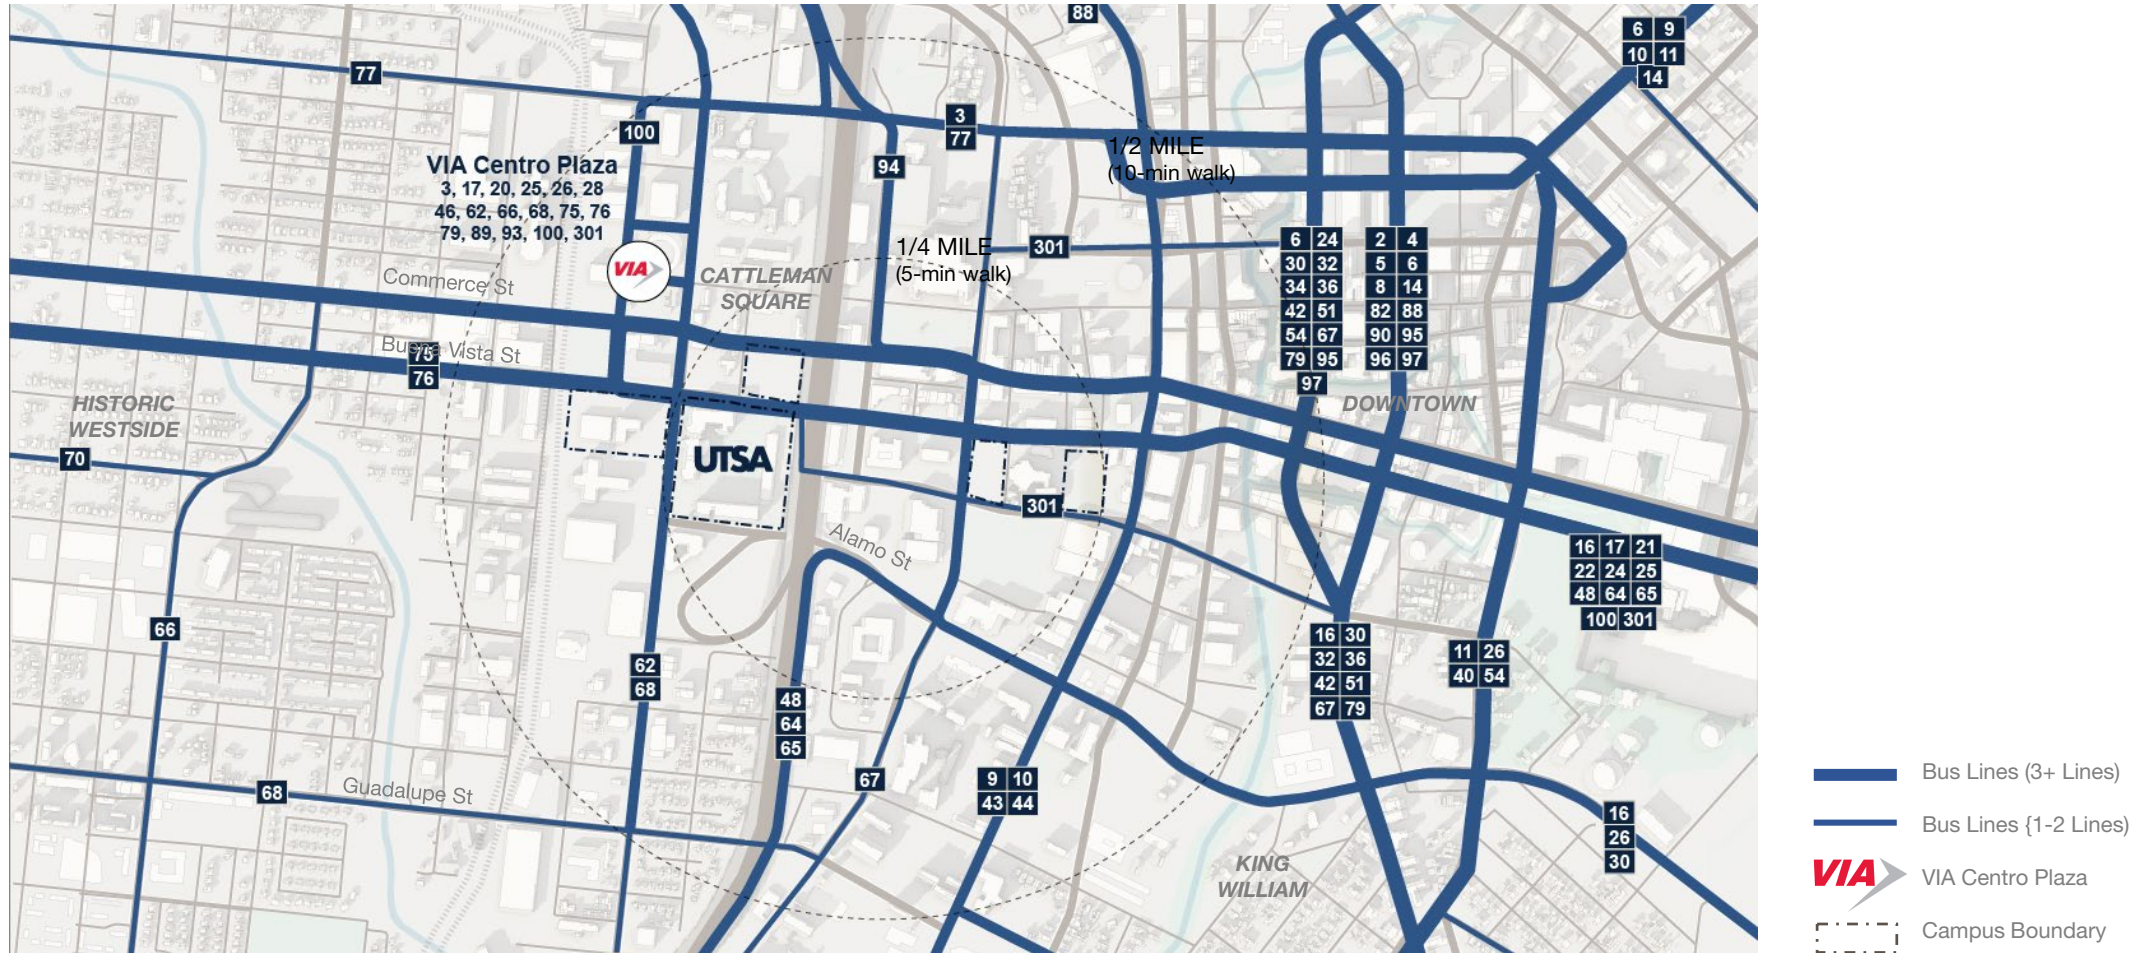 88
6 9
10 11
14
77
100
3
77
94
1/2 MILE
(10-min walk)
VIA Centro Plaza
3, 17, 20, 25, 26, 28
46, 62, 66, 68, 75, 76
79, 89, 93, 100, 301
VIA
CATTLEMAN
SQUARE
1/4 MILE
(5-min walk)
301
6 24
30 32
34 36
42 51
54 67
79 95
97
2 4
5 6
8 14
82 88
90 95
96 97
Commerce St
Buena Vista St
75
76
HISTORIC
WESTSIDE
DOWNTOWN
70
UTSA
301
Alamo St
16 17 21
22 24 25
48 64 65
100 301
66
62
68
16 30
32 36
42 51
67 79
11 26
40 54
48
64
65
67
9 10
43 44
68
Guadalupe St
16
26
30
KING
WILLIAM
Bus Lines (3+ Lines)
Bus Lines {1-2 Lines)
VIA
VIA Centro Plaza
Campus Boundary